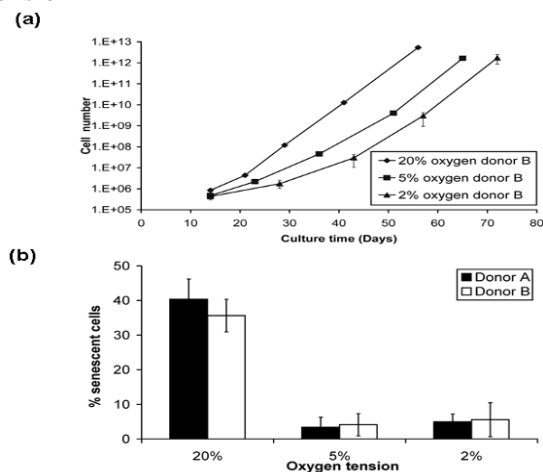 (a)
1.E+13
1.E+12
1.E+11
1.E+10
1.E+09
1.E+08
1.E+07
1.E+06
1.E+05
Cell number
0 10 20 30 40 50 60 70 80
Culture time (Days)
20% oxygen donor B
5% oxygen donor B
2% oxygen donor B
(b)
50
40
30
20
10
0
% senescent cells
Donor A
Donor B
20% 5% 2%
Oxygen tension